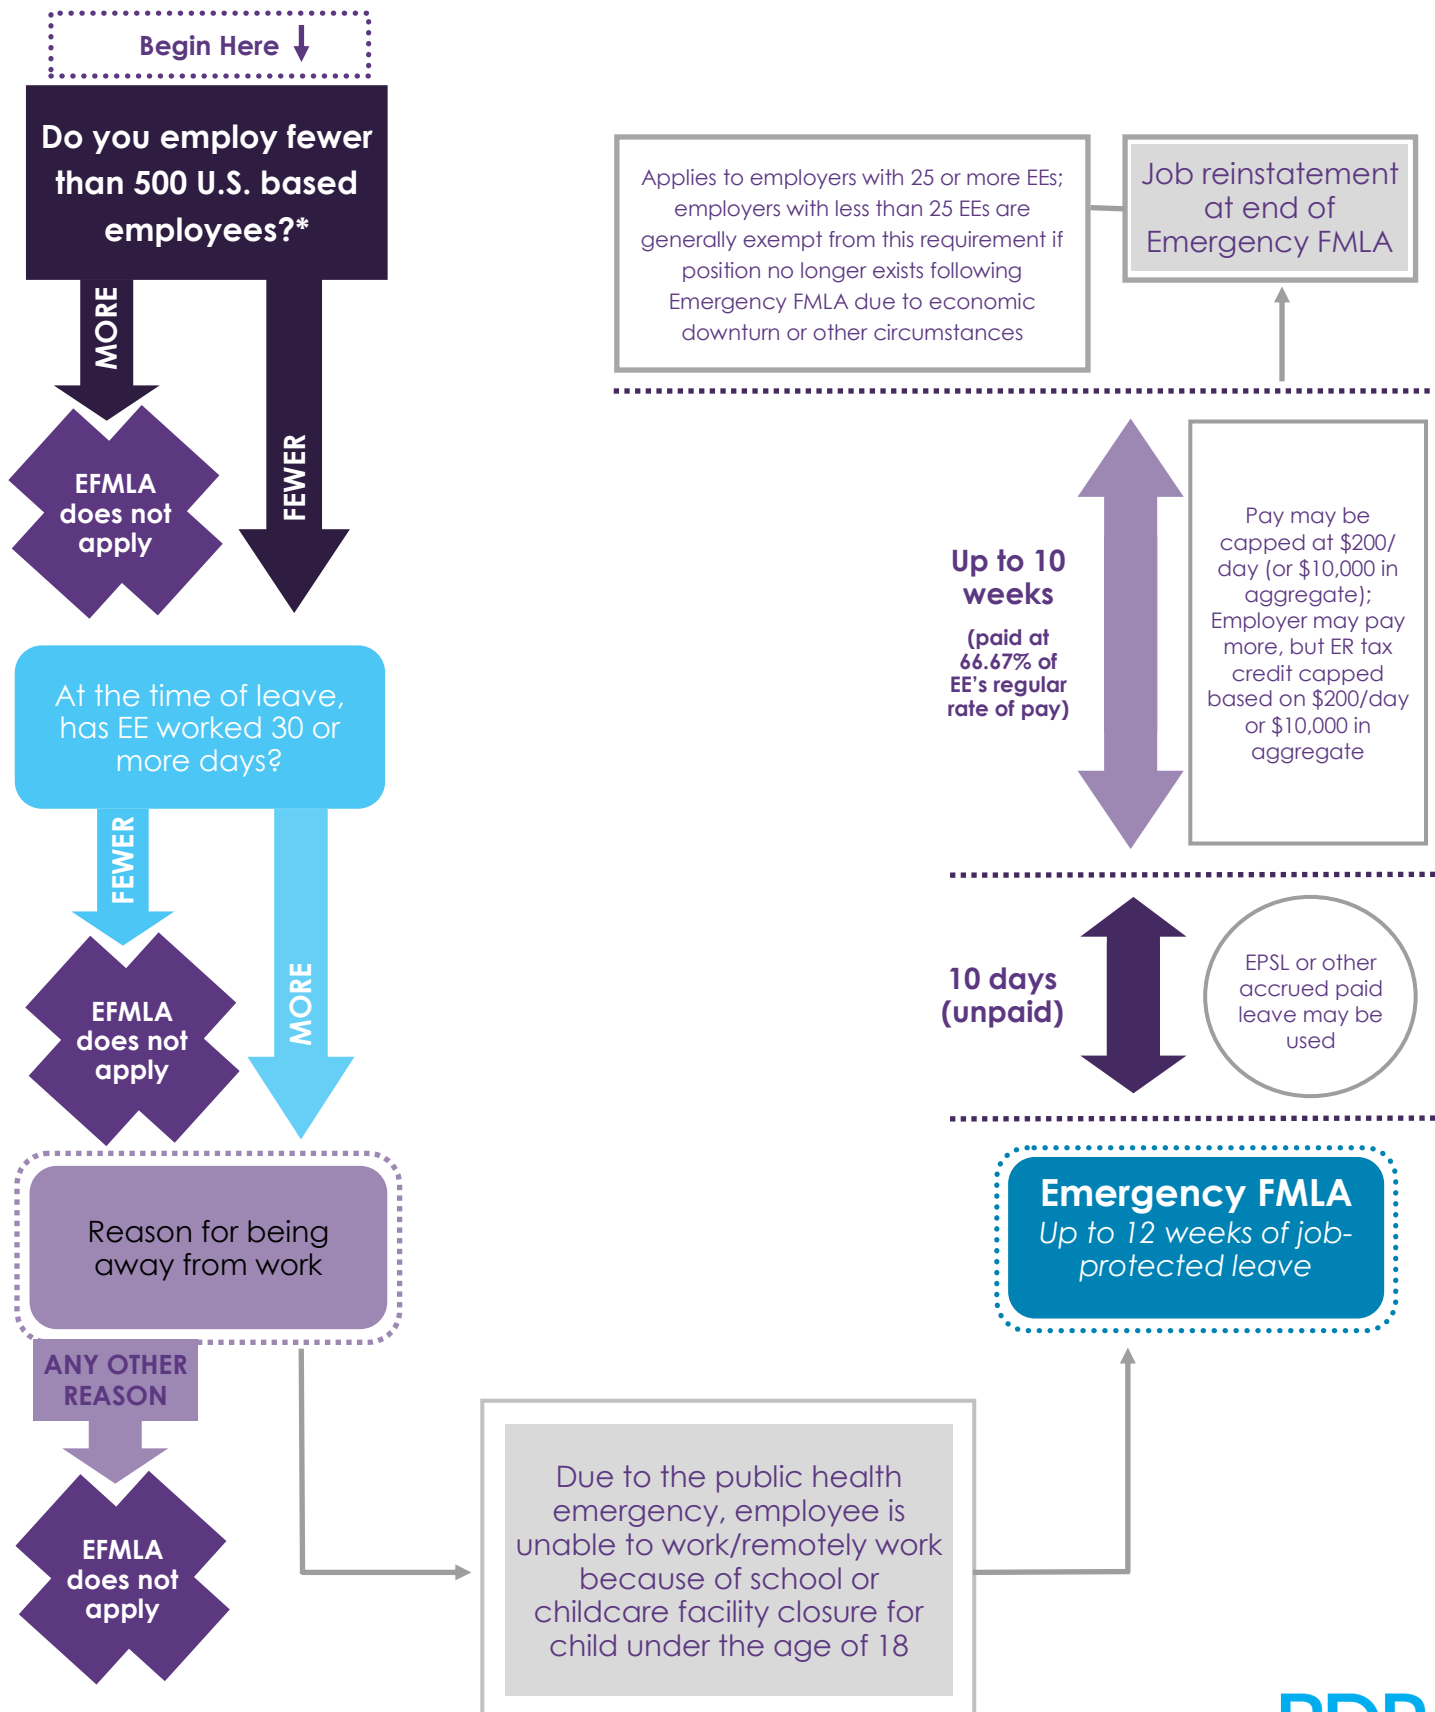 Begin Here
Do you employ fewer
than 500 U.S. based
employees?*
MORE
FEWER
EFMLA
does not
apply
At the time of leave,
has EE worked 30 or
more days?
FEWER
MORE
EFMLA
does not
apply
Reason for being
away from work
ANY OTHER
REASON
EFMLA
does not
apply
Due to the public health
emergency, employee is
unable to work/remotely work
because of school or
childcare facility closure for
child under the age of 18
Emergency FMLA
Up to 12 weeks of job-
protected leave
10 days
(unpaid)
EPSL or other
accrued paid
leave may be
used
Up to 10
weeks
(paid at
66.67% of
EE’s regular
rate of pay)
Pay may be
capped at $200/
day (or $10,000 in
aggregate);
Employer may pay
more, but ER tax
credit capped
based on $200/day
or $10,000 in
aggregate
Job reinstatement
at end of
Emergency FMLA
Applies to employers with 25 or more EEs;
employers with less than 25 EEs are
generally exempt from this requirement if
position no longer exists following
Emergency FMLA due to economic
downturn or other circumstances